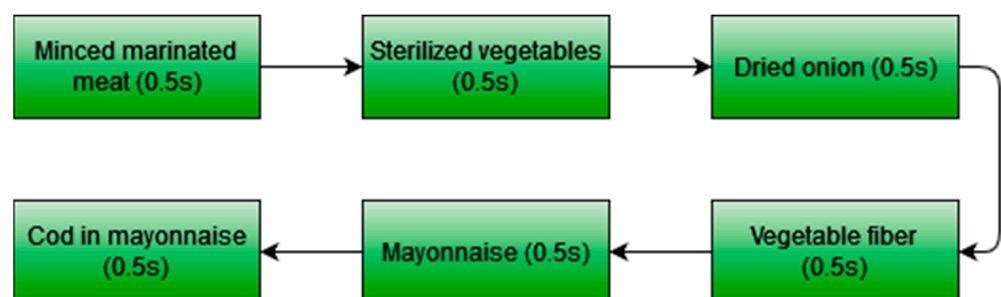 Minced marinated
meat (0.5s)
Sterilized vegetables
(0.5s)
Dried onion (0.5s)
Vegetable fiber
(0.5s)
Mayonnaise (0.5s)
Cod in mayonnaise
(0.5s)